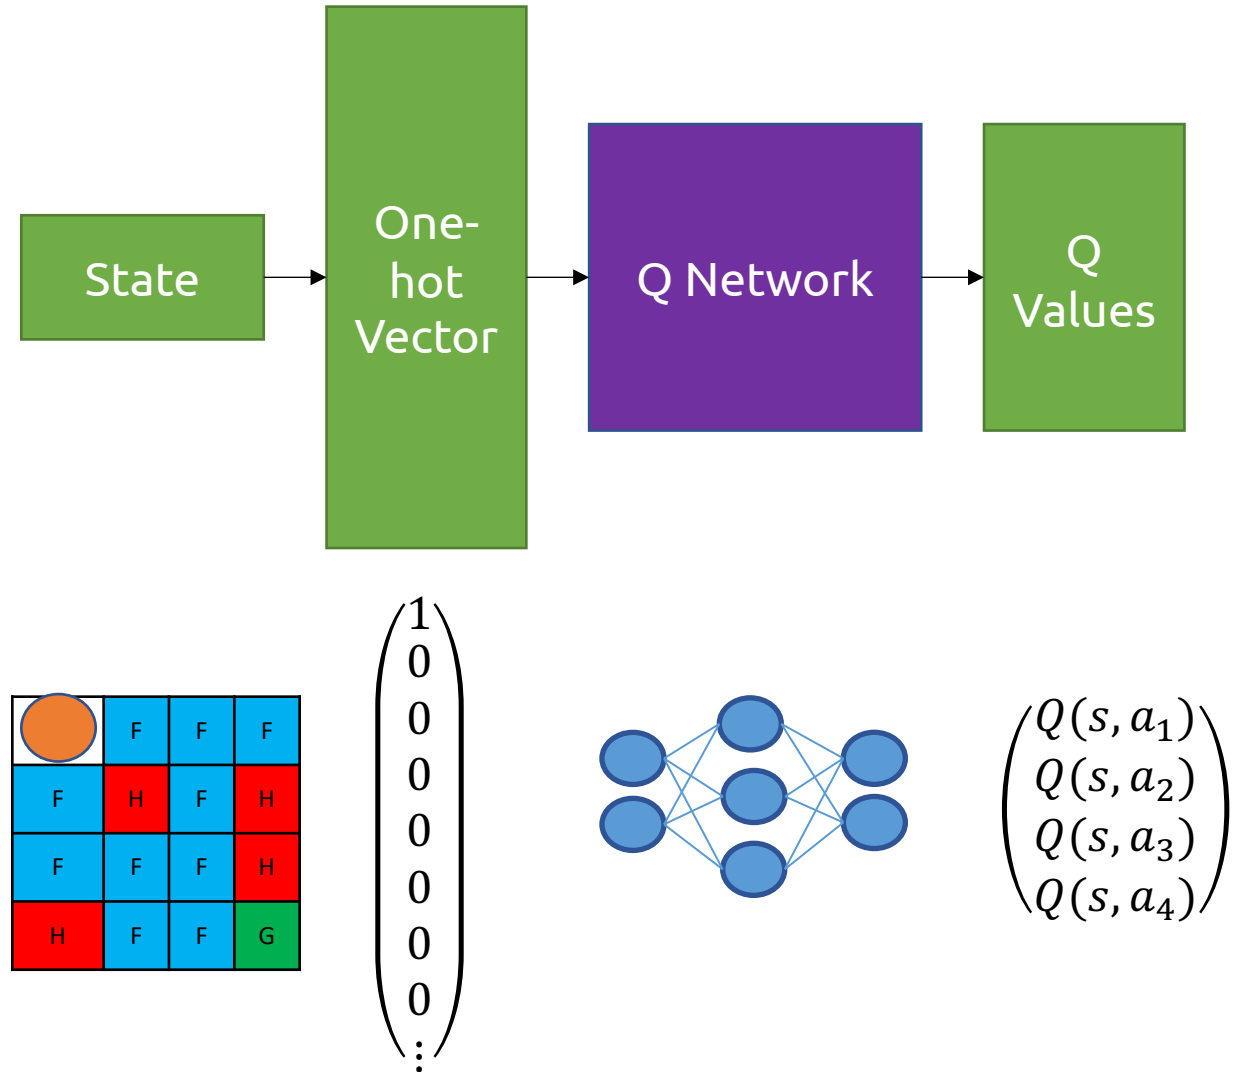 State
One-
hot
Vector
Q Network
Q
Values
F F F
F H F H
F F F H
H F F G
1
0
0
0
0
0
0
0
⋮
Q(s, a₁)
Q(s, a₂)
Q(s, a₃)
Q(s, a₄)